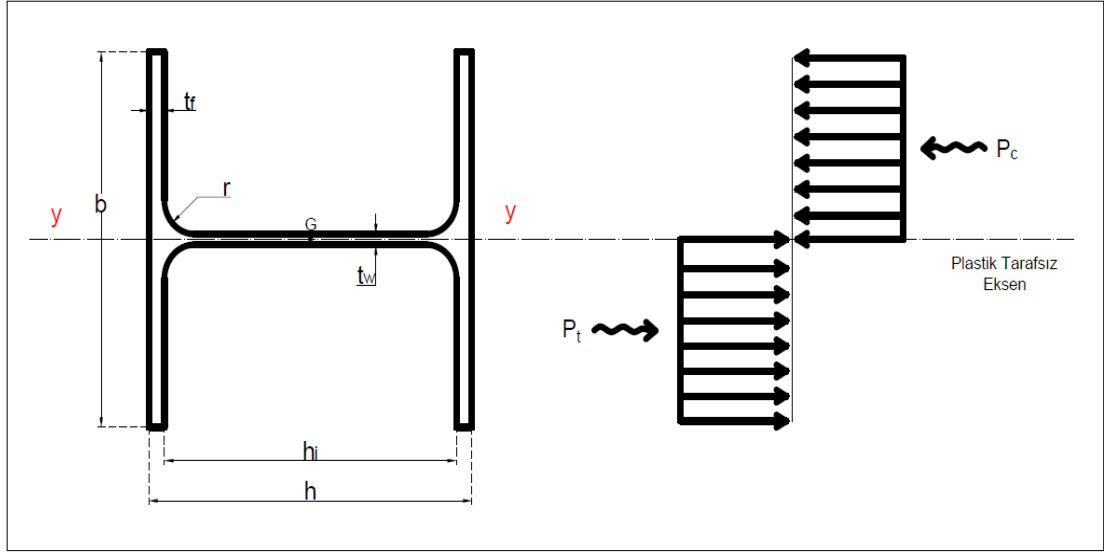 tf
b
r
y
G
y
tw
hi
h
Pc
Plastik Tarafsız
Eksen
Pt